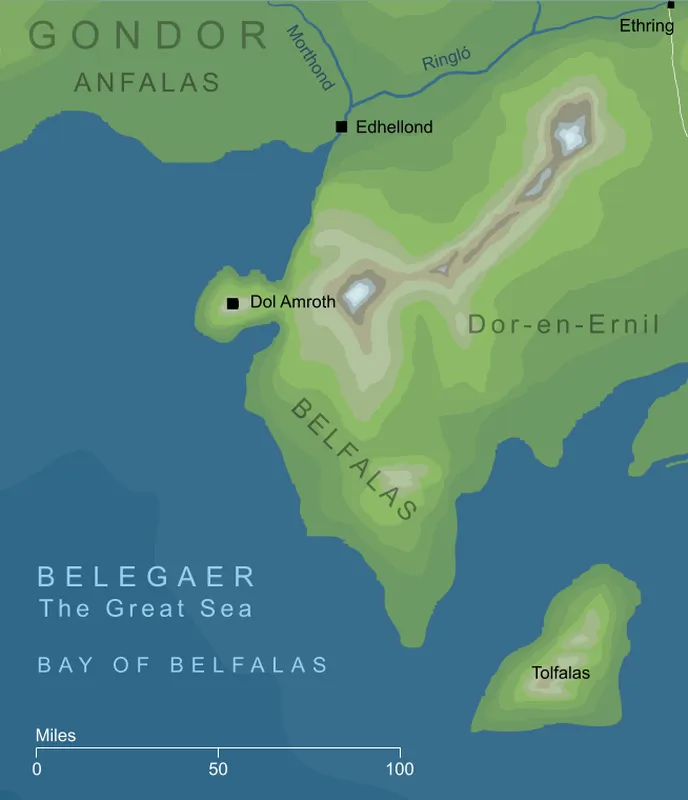 GONDOR
ANFALAS
Morthond
Ringló
Ethring
Edhellond
Dol Amroth
Dor-en-Ernil
BELFALAS
BELEGAER
The Great Sea
BAY OF BELFALAS
Tolfalas
Miles
0 50 100